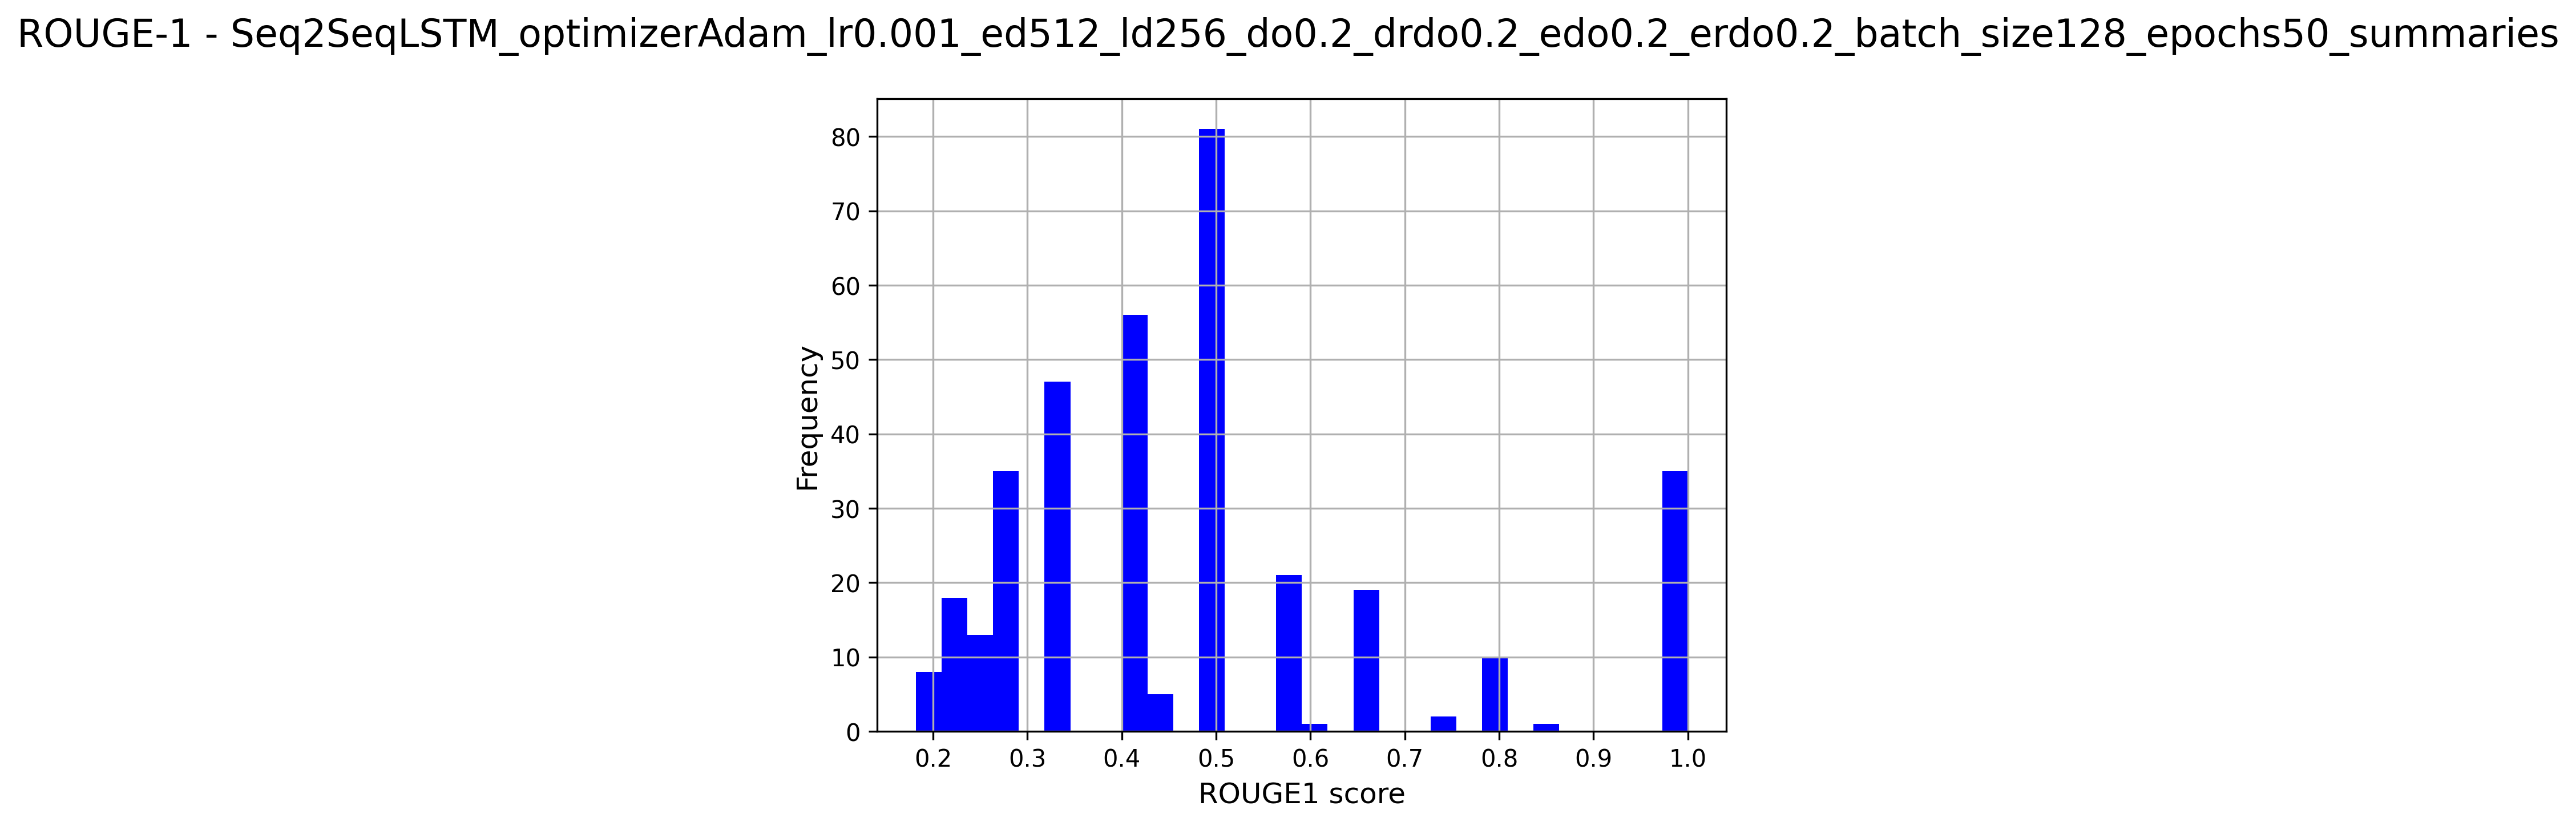 ROUGE-1 - Seq2SeqLSTM_optimizerAdam_lr0.001_ed512_ld256_do0.2_drdo0.2_edo0.2_erdo0.2_batch_size128_epochs50_summaries
80
70
60
50
40
30
20
10
0
Frequency
0.2 0.3 0.4 0.5 0.6 0.7 0.8 0.9 1.0
ROUGE1 score